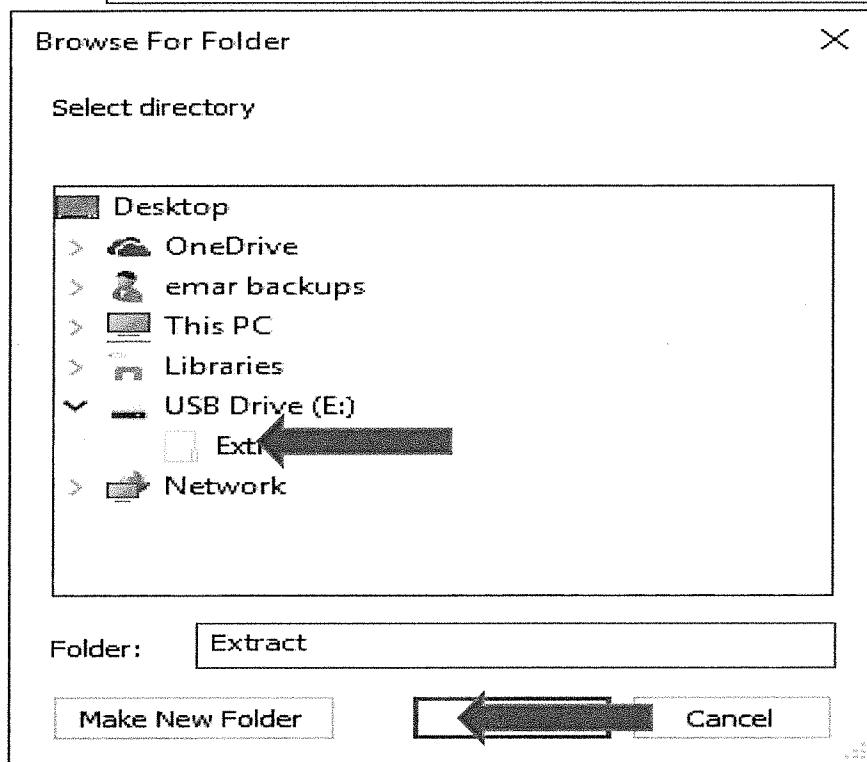 Browse For Folder
Select directory
Desktop
OneDrive
emar backups
This PC
Libraries
USB Drive (E:)
Network
Folder: Extract
Make New Folder Cancel